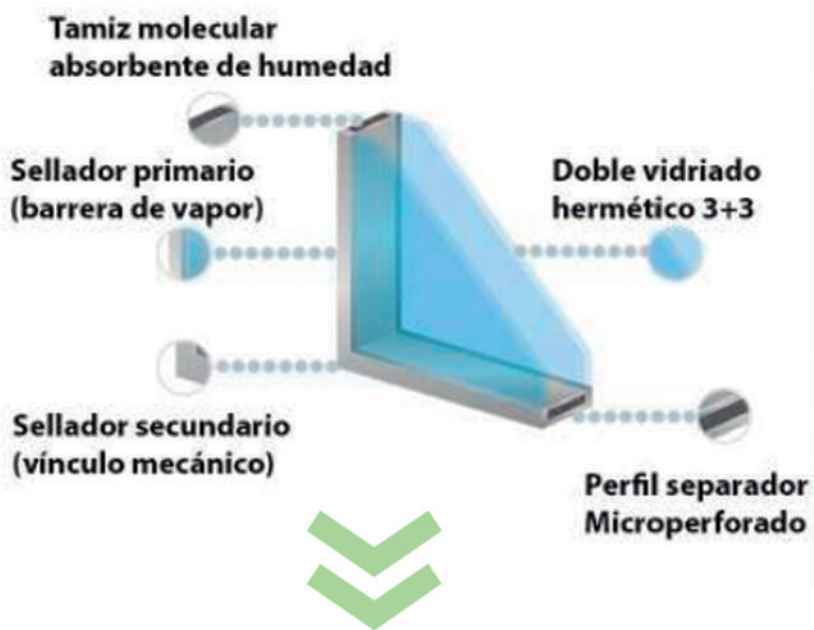 Tamiz molecular
absorbente de humedad
Sellador primario
(barrera de vapor)
Doble vidriado
hermético 3+3
Sellador secundario
(vínculo mecánico)
Perfil separador
Microperforado